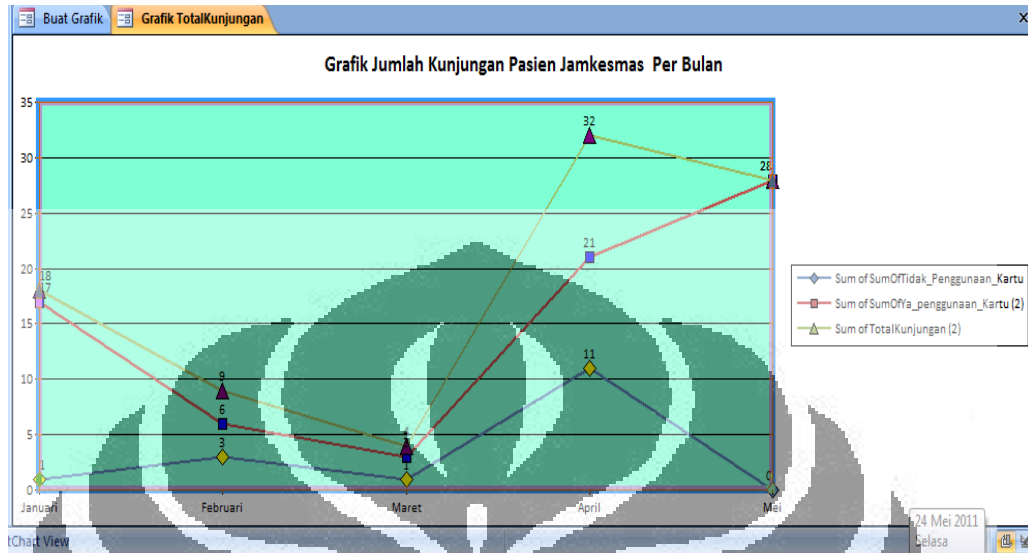 Buat Grafik
Grafik TotalKunjungan
x
Grafik Jumlah Kunjungan Pasien Jamkesmas Per Bulan
35
30
25
20
15
10
5
0
18
17
1
9
6
3
4
3
1
32
21
11
28
0
Januari Februari Maret April Mei
Sum of SumOfTidak_Penggunaan_Kartu
Sum of SumOfYa_penggunaan_Kartu (2)
Sum of TotalKunjungan (2)
24 Mei 2011
Selasa
tChart View